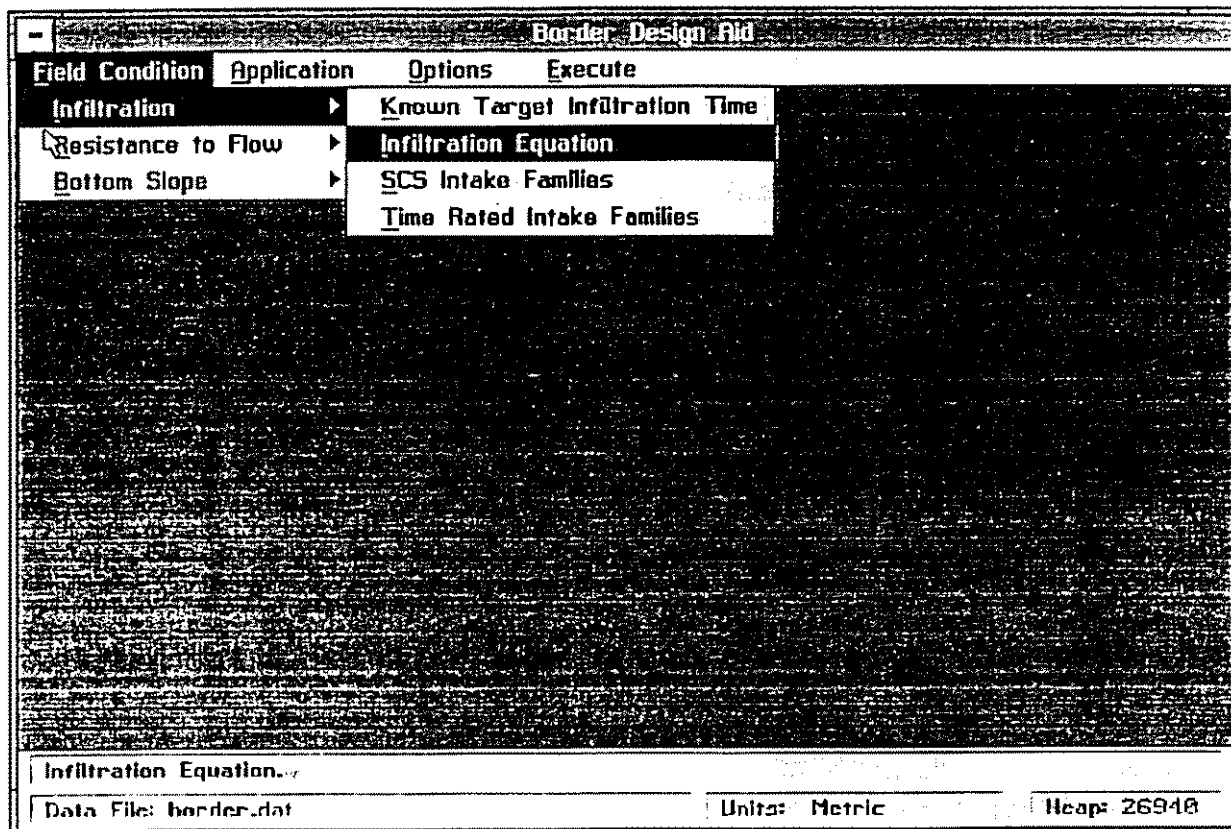 Border Design Aid
Field Condition Application Options Execute
Infiltration
Resistance to Flow
Bottom Slope
Known Target Infiltration Time
Infiltration Equation
SCS Intake Families
Time Rated Intake Families
Infiltration Equation.
Data File: border.dat Units: Metric Heap: 26940